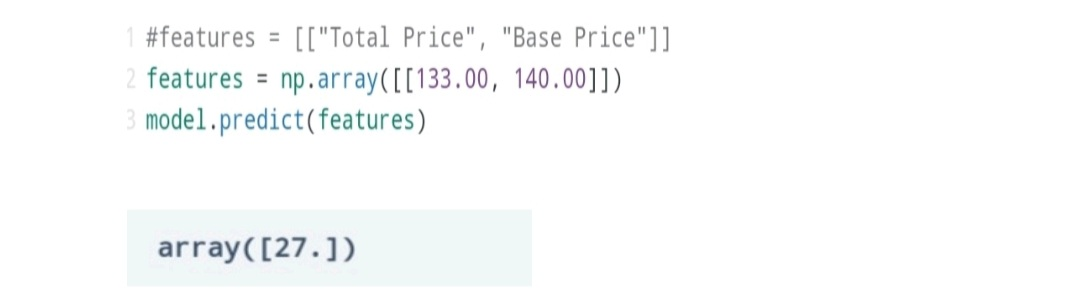 1 #features = [["Total Price", "Base Price"]]
2 features = np.array([[133.00, 140.00]])
3 model.predict(features)
array([27.])